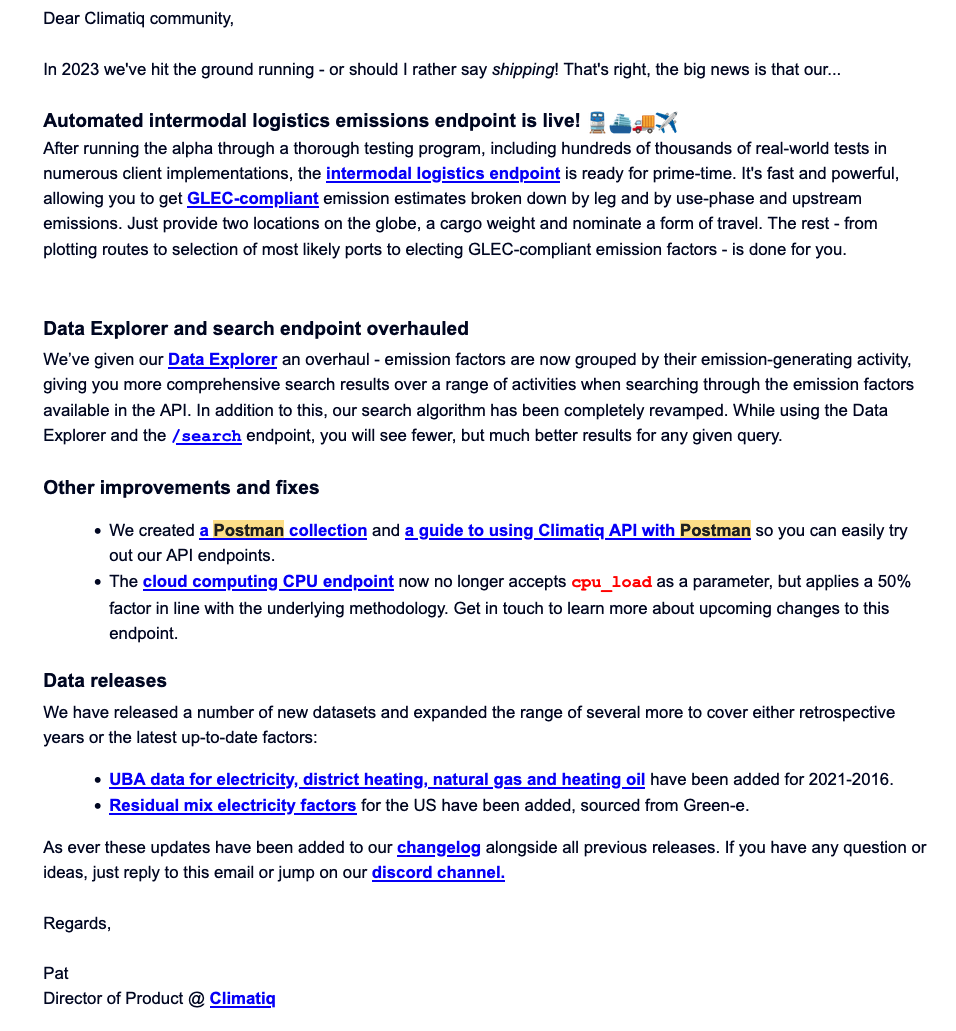 Dear Climatiq community,
In 2023 we've hit the ground running - or should I rather say shipping! That's right, the big news is that our...
Automated intermodal logistics emissions endpoint is live! 🚆🛳🚚✈️
After running the alpha through a thorough testing program, including hundreds of thousands of real-world tests in
numerous client implementations, the intermodal logistics endpoint is ready for prime-time. It's fast and powerful,
allowing you to get GLEC-compliant emission estimates broken down by leg and by use-phase and upstream
emissions. Just provide two locations on the globe, a cargo weight and nominate a form of travel. The rest - from
plotting routes to selection of most likely ports to electing GLEC-compliant emission factors - is done for you.
Data Explorer and search endpoint overhauled
We've given our Data Explorer an overhaul - emission factors are now grouped by their emission-generating activity,
giving you more comprehensive search results over a range of activities when searching through the emission factors
available in the API. In addition to this, our search algorithm has been completely revamped. While using the Data
Explorer and the /search endpoint, you will see fewer, but much better results for any given query.
Other improvements and fixes
• We created a Postman collection and a guide to using Climatiq API with Postman so you can easily try
out our API endpoints.
• The cloud computing CPU endpoint now no longer accepts cpu_load as a parameter, but applies a 50%
factor in line with the underlying methodology. Get in touch to learn more about upcoming changes to this
endpoint.
Data releases
We have released a number of new datasets and expanded the range of several more to cover either retrospective
years or the latest up-to-date factors:
• UBA data for electricity, district heating, natural gas and heating oil have been added for 2021-2016.
• Residual mix electricity factors for the US have been added, sourced from Green-e.
As ever these updates have been added to our changelog alongside all previous releases. If you have any question or
ideas, just reply to this email or jump on our discord channel.
Regards,
Pat
Director of Product @ Climatiq